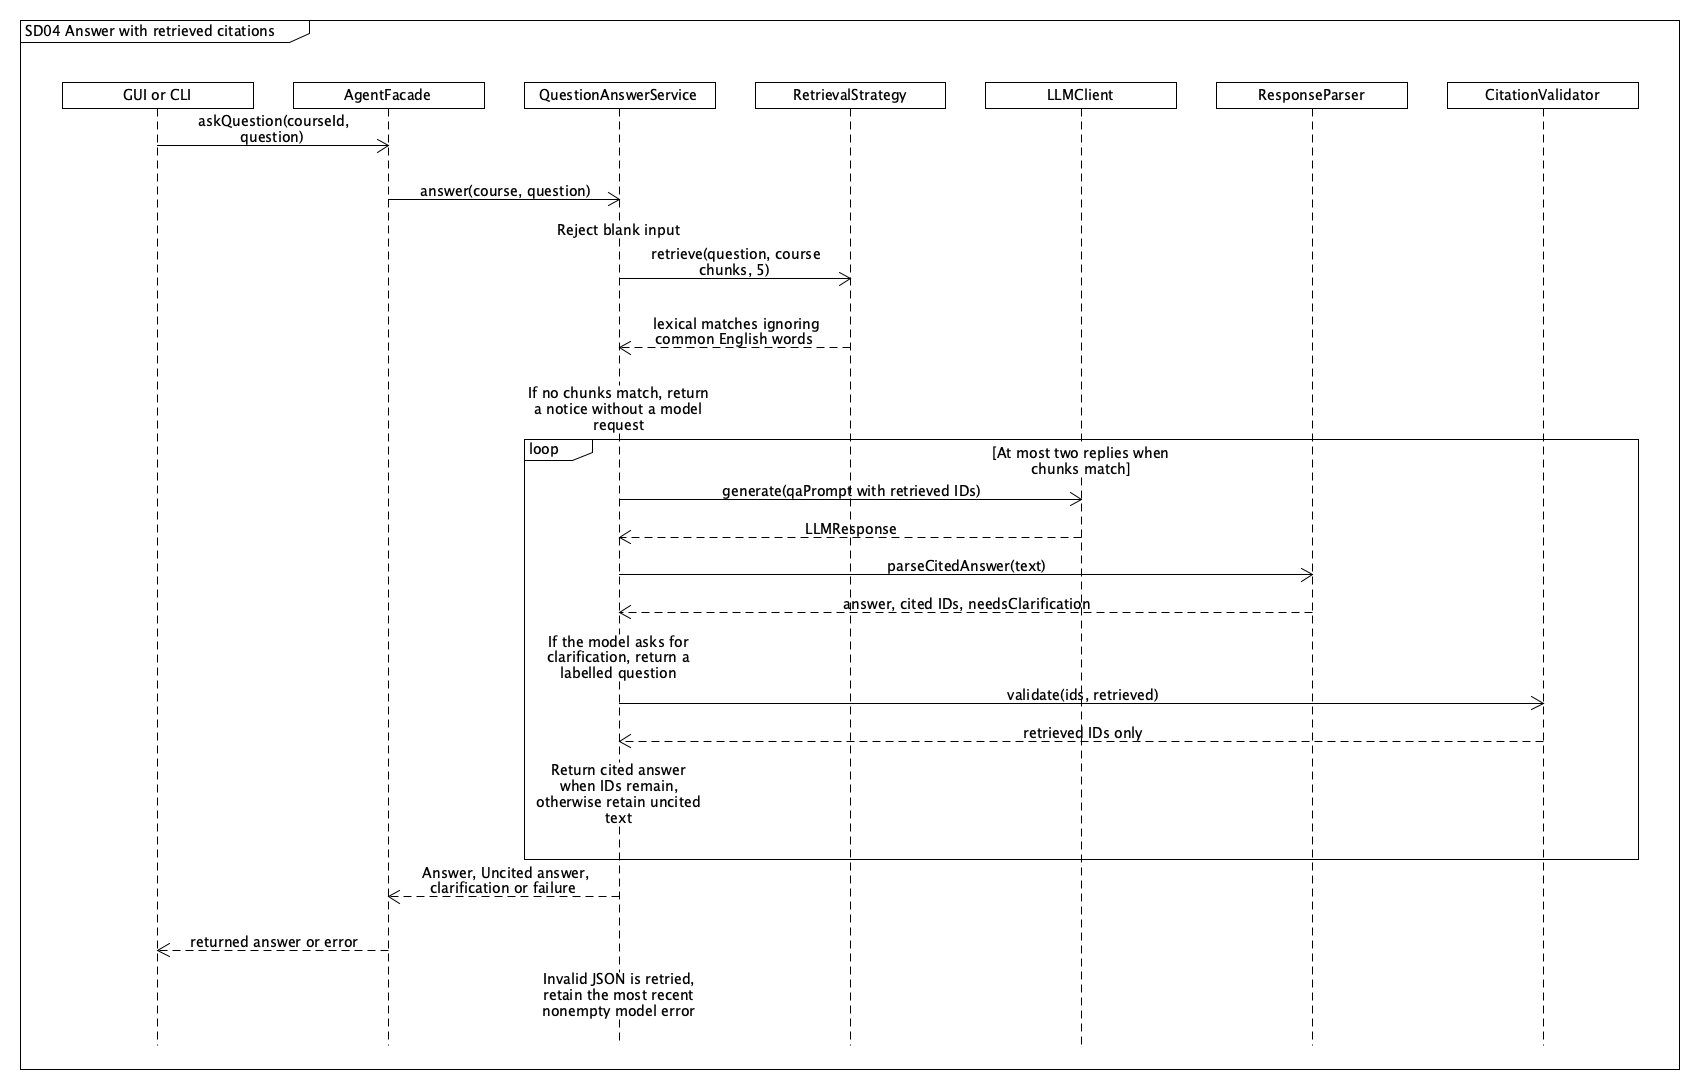 SD04 Answer with retrieved citations
GUI or CLI
AgentFacade
QuestionAnswerService
RetrievalStrategy
LLMClient
ResponseParser
CitationValidator
askQuestion(courseId,
question)
answer(course, question)
Reject blank input
retrieve(question, course
chunks, 5)
lexical matches ignoring
common English words
If no chunks match, return
a notice without a model
request
loop
[At most two replies when
chunks match]
generate(qaPrompt with retrieved IDs)
LLMResponse
parseCitedAnswer(text)
answer, cited IDs, needsClarification
If the model asks for
clarification, return a
labelled question
validate(ids, retrieved)
retrieved IDs only
Return cited answer
when IDs remain,
otherwise retain uncited
text
Answer, Uncited answer,
clarification or failure
returned answer or error
Invalid JSON is retried,
retain the most recent
nonempty model error